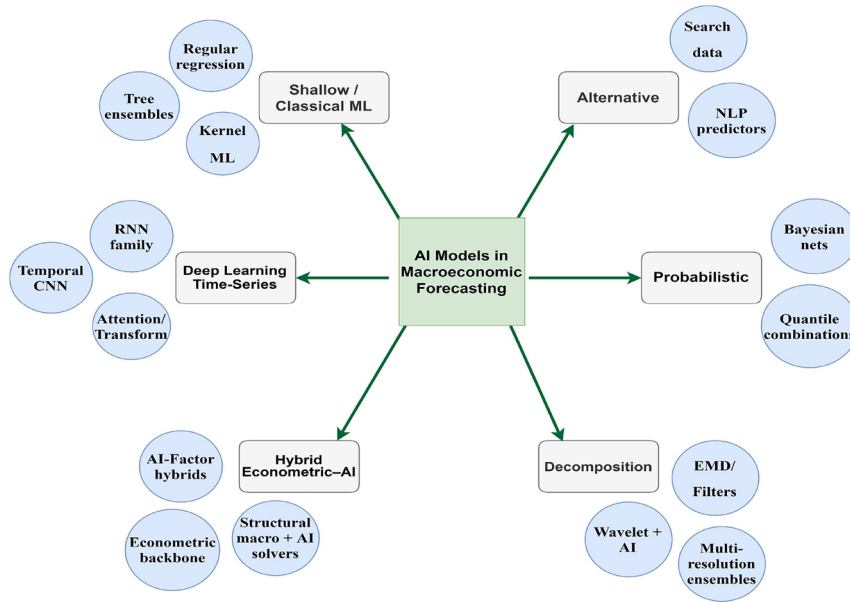 Regular
regression
Tree
ensembles
Kernel
ML
Shallow /
Classical ML
Search
data
Alternative
NLP
predictors
RNN
family
Temporal
CNN
Attention/
Transform
Deep Learning
Time-Series
AI Models in
Macroeconomic
Forecasting
Probabilistic
Bayesian
nets
Quantile
combinations
AI-Factor
hybrids
Hybrid
Econometric–AI
Econometric
backbone
Structural
macro + AI
solvers
Decomposition
EMD/
Filters
Wavelet +
AI
Multi-
resolution
ensembles